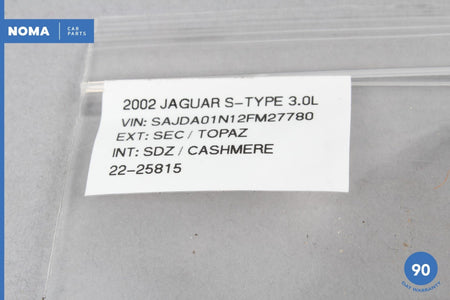 NOMA CAR PARTS
2002 JAGUAR S-TYPE 3.0L
VIN: SAJDA01N12FM27780
EXT: SEC / TOPAZ
INT: SDZ / CASHMERE
22-25815
90
DAY WARRANTY